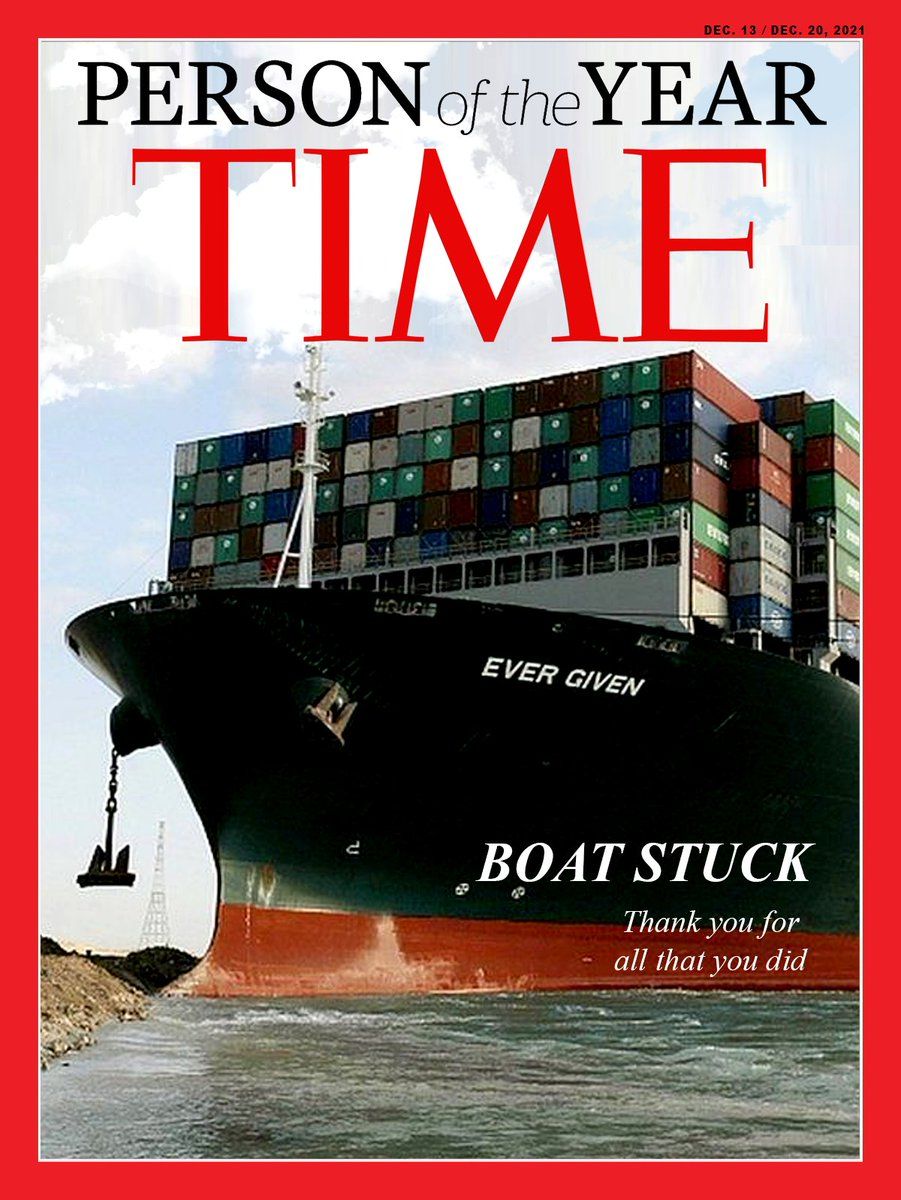 DEC. 13 / DEC. 20, 2021
PERSON of the YEAR
TIME
EVER GIVEN
BOAT STUCK
Thank you for
all that you did